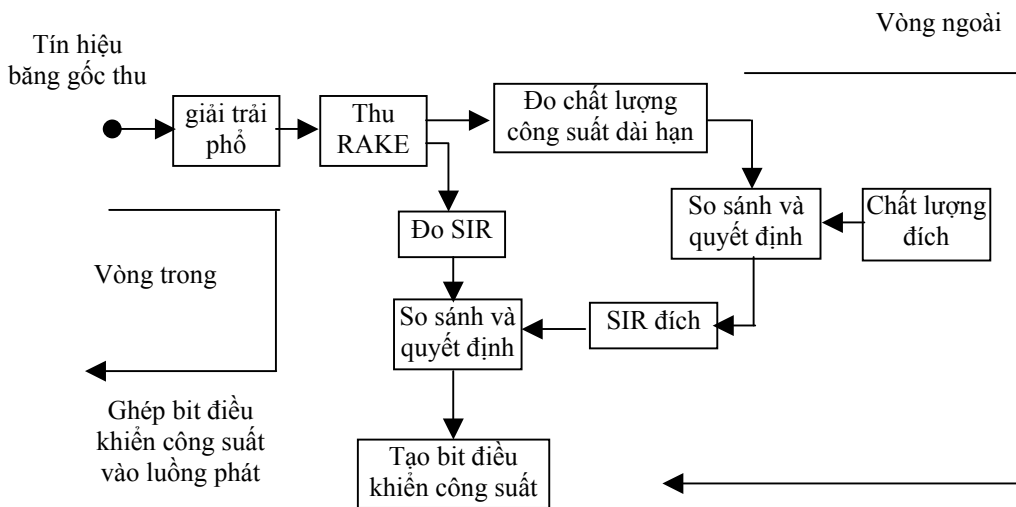 Vòng ngoài
Tín hiệu
băng gốc thu
giải trải
phổ
Thu
RAKE
Đo chất lượng
công suất dài hạn
So sánh và
quyết định
Chất lượng
đích
Đo SIR
Vòng trong
So sánh và
quyết định
SIR đích
Ghép bit điều
khiển công suất
vào luồng phát
Tạo bit điều
khiển công suất